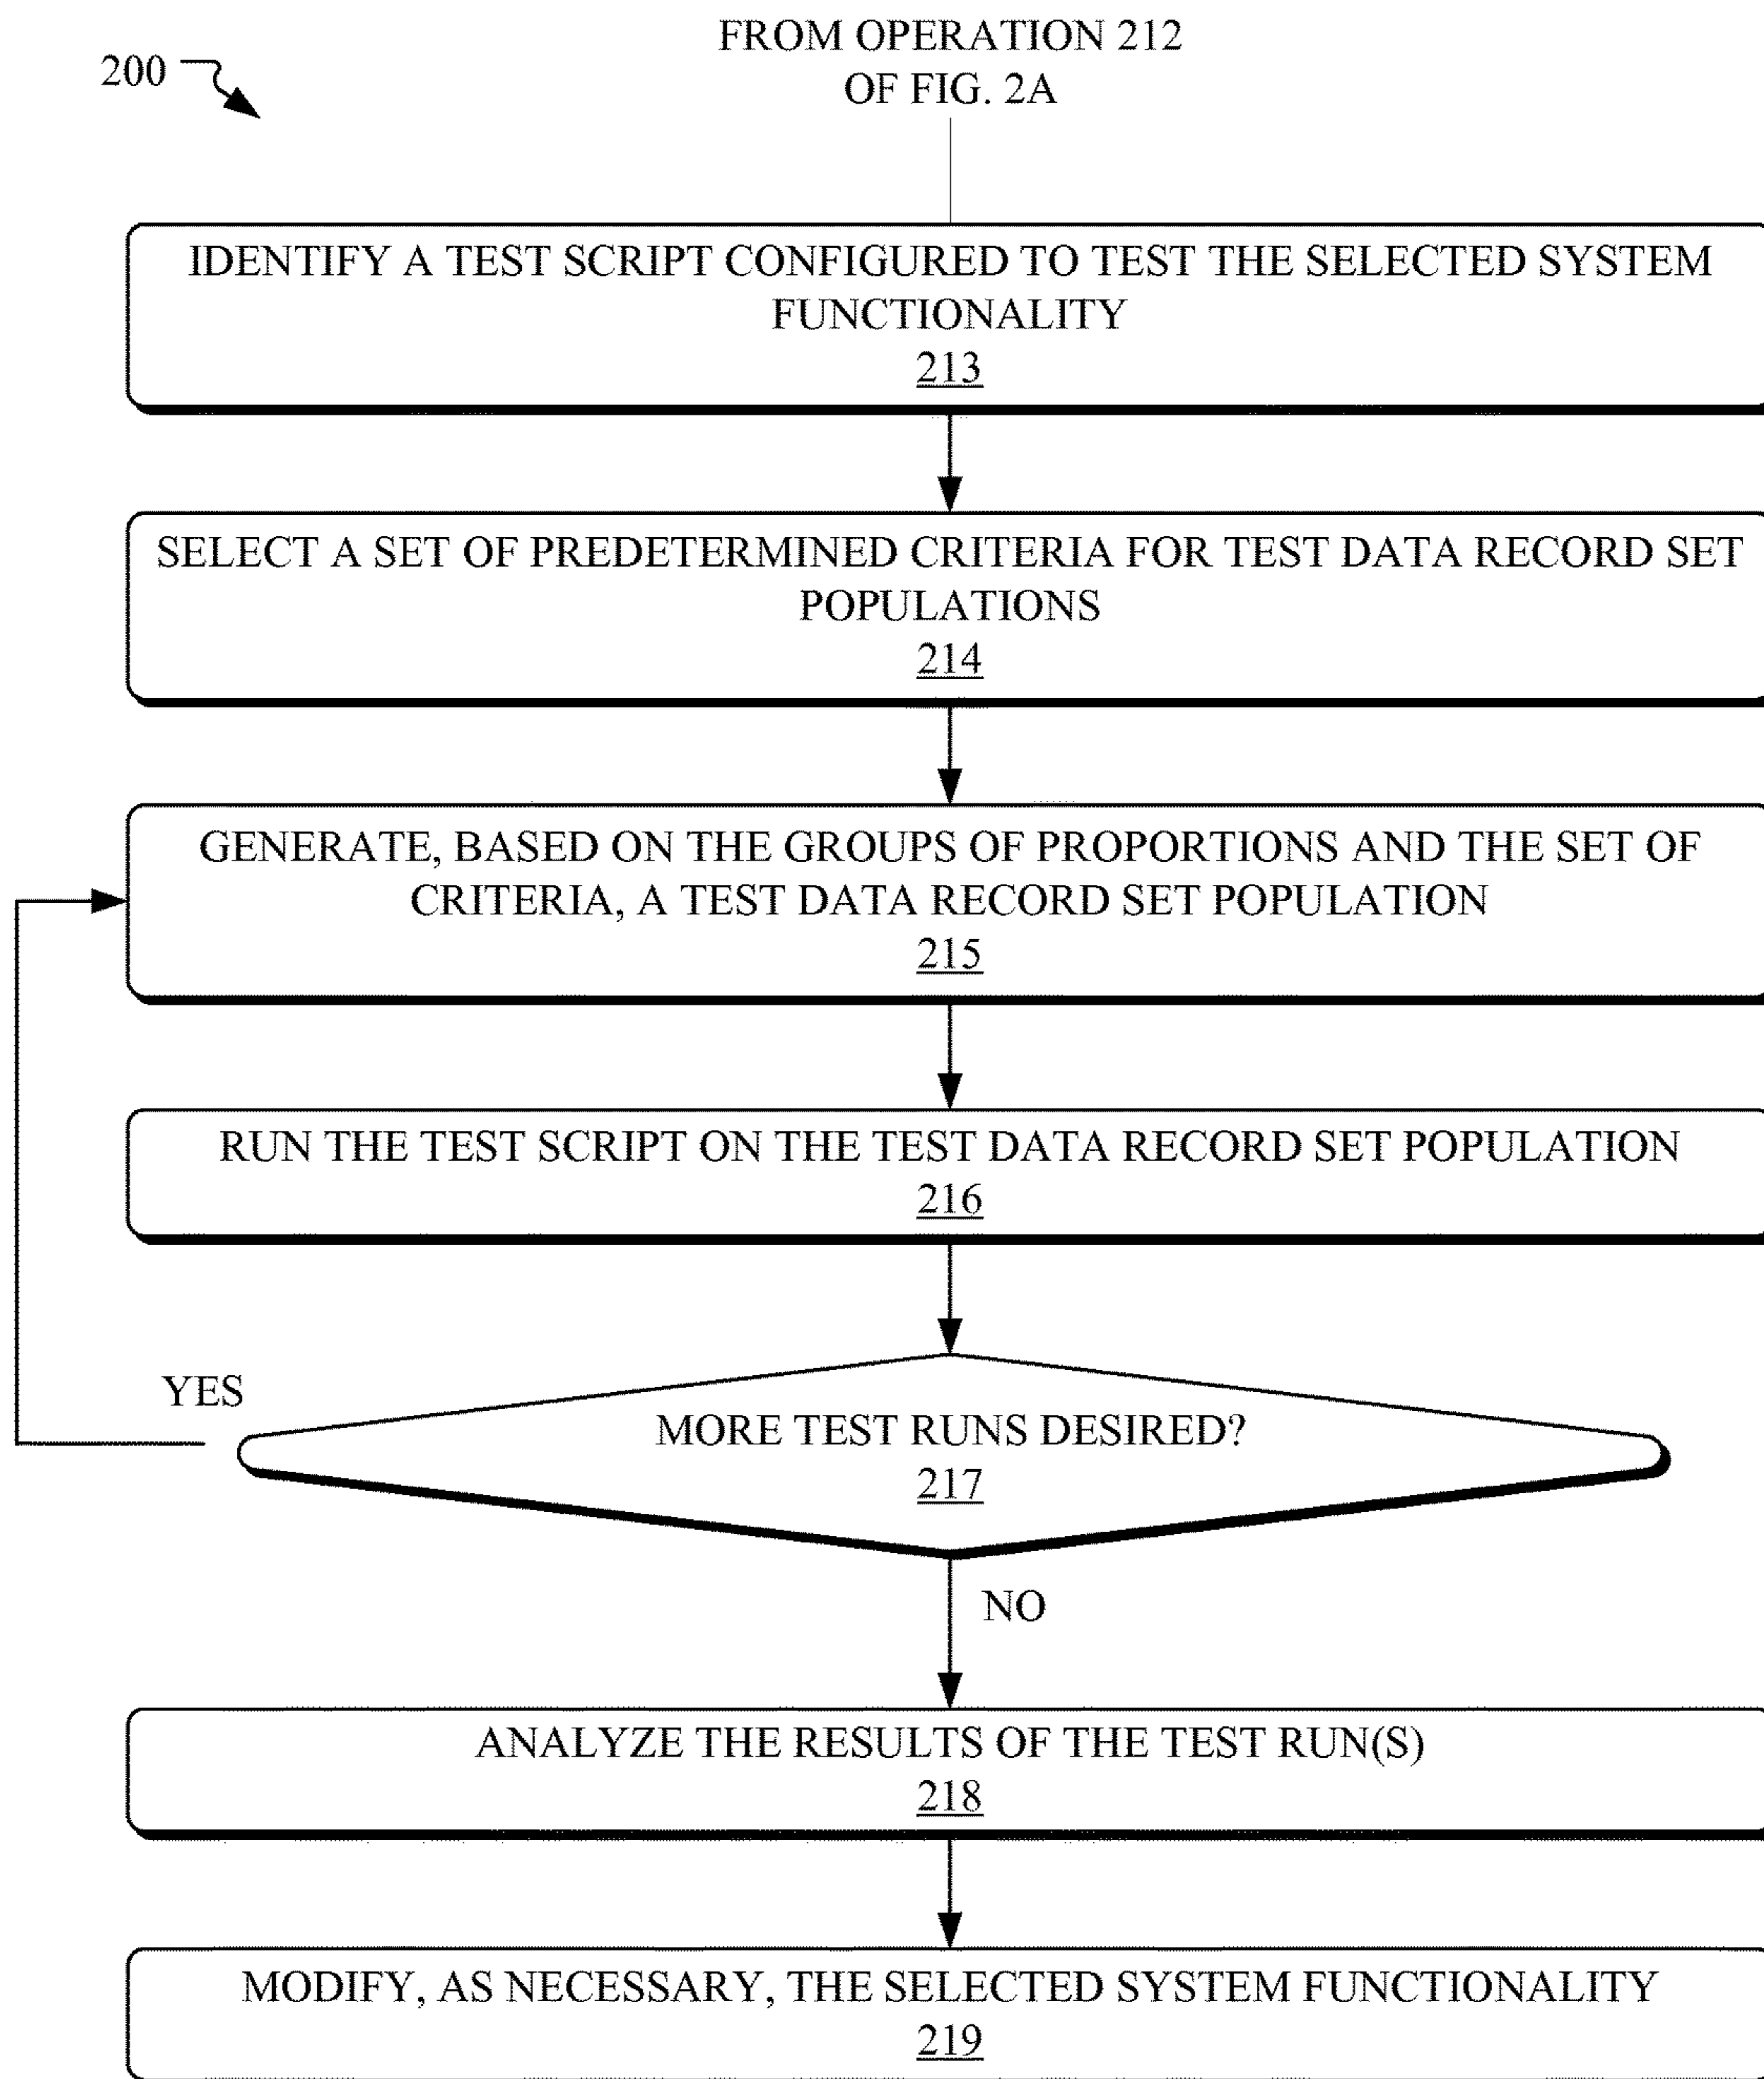 FROM OPERATION 212
OF FIG. 2A
200
IDENTIFY A TEST SCRIPT CONFIGURED TO TEST THE SELECTED SYSTEM
FUNCTIONALITY
213
SELECT A SET OF PREDETERMINED CRITERIA FOR TEST DATA RECORD SET
POPULATIONS
214
GENERATE, BASED ON THE GROUPS OF PROPORTIONS AND THE SET OF
CRITERIA, A TEST DATA RECORD SET POPULATION
215
RUN THE TEST SCRIPT ON THE TEST DATA RECORD SET POPULATION
216
YES
MORE TEST RUNS DESIRED?
217
NO
ANALYZE THE RESULTS OF THE TEST RUN(S)
218
MODIFY, AS NECESSARY, THE SELECTED SYSTEM FUNCTIONALITY
219